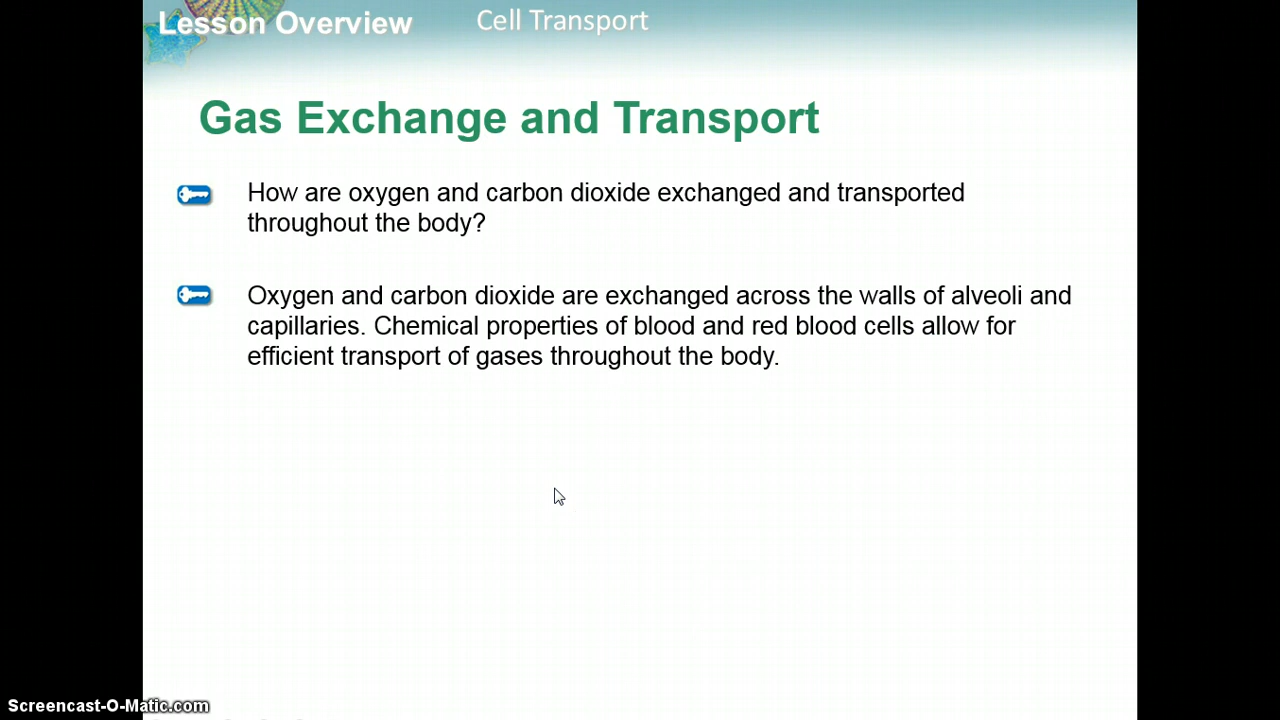 Lesson Overview Cell Transport
Gas Exchange and Transport
How are oxygen and carbon dioxide exchanged and transported
throughout the body?
Oxygen and carbon dioxide are exchanged across the walls of alveoli and
capillaries. Chemical properties of blood and red blood cells allow for
efficient transport of gases throughout the body.
Screencast-O-Matic.com